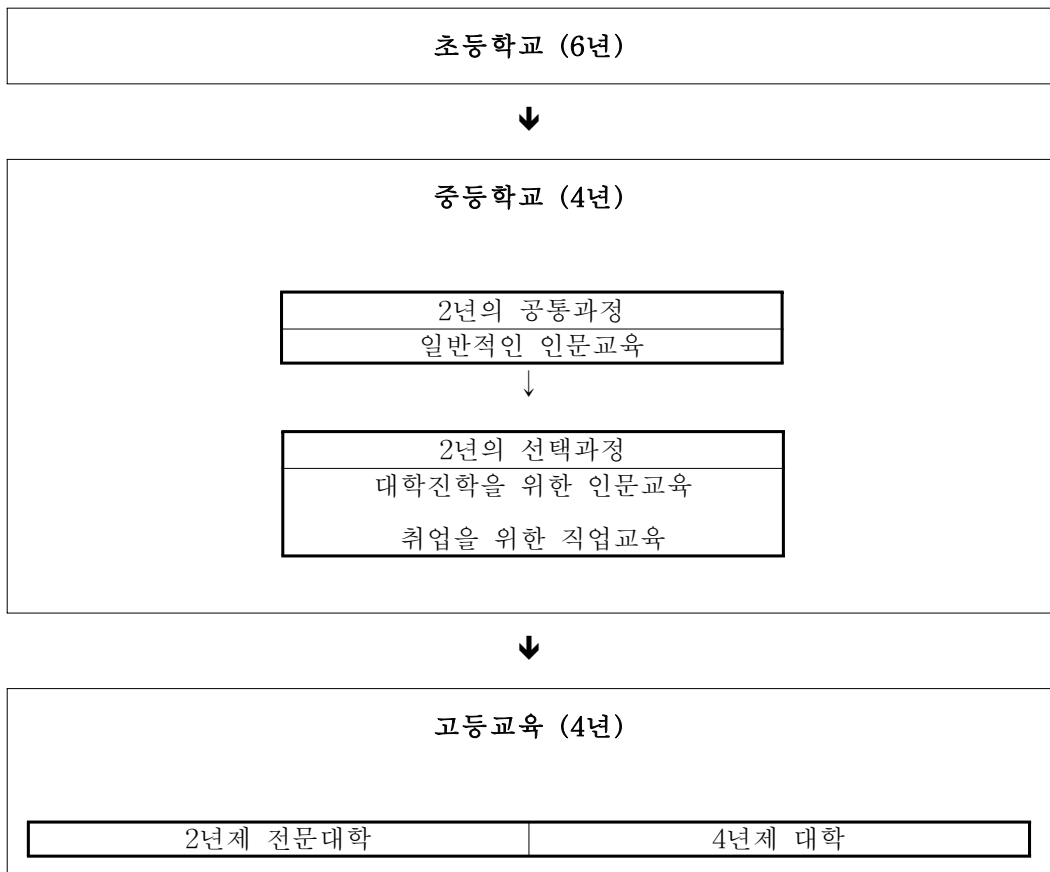 초등학교 (6년)
중등학교 (4년)
2년의 공통과정
일반적인 인문교육
↓
2년의 선택과정
대학진학을 위한 인문교육
취업을 위한 직업교육
고등교육 (4년)
2년제 전문대학
4년제 대학